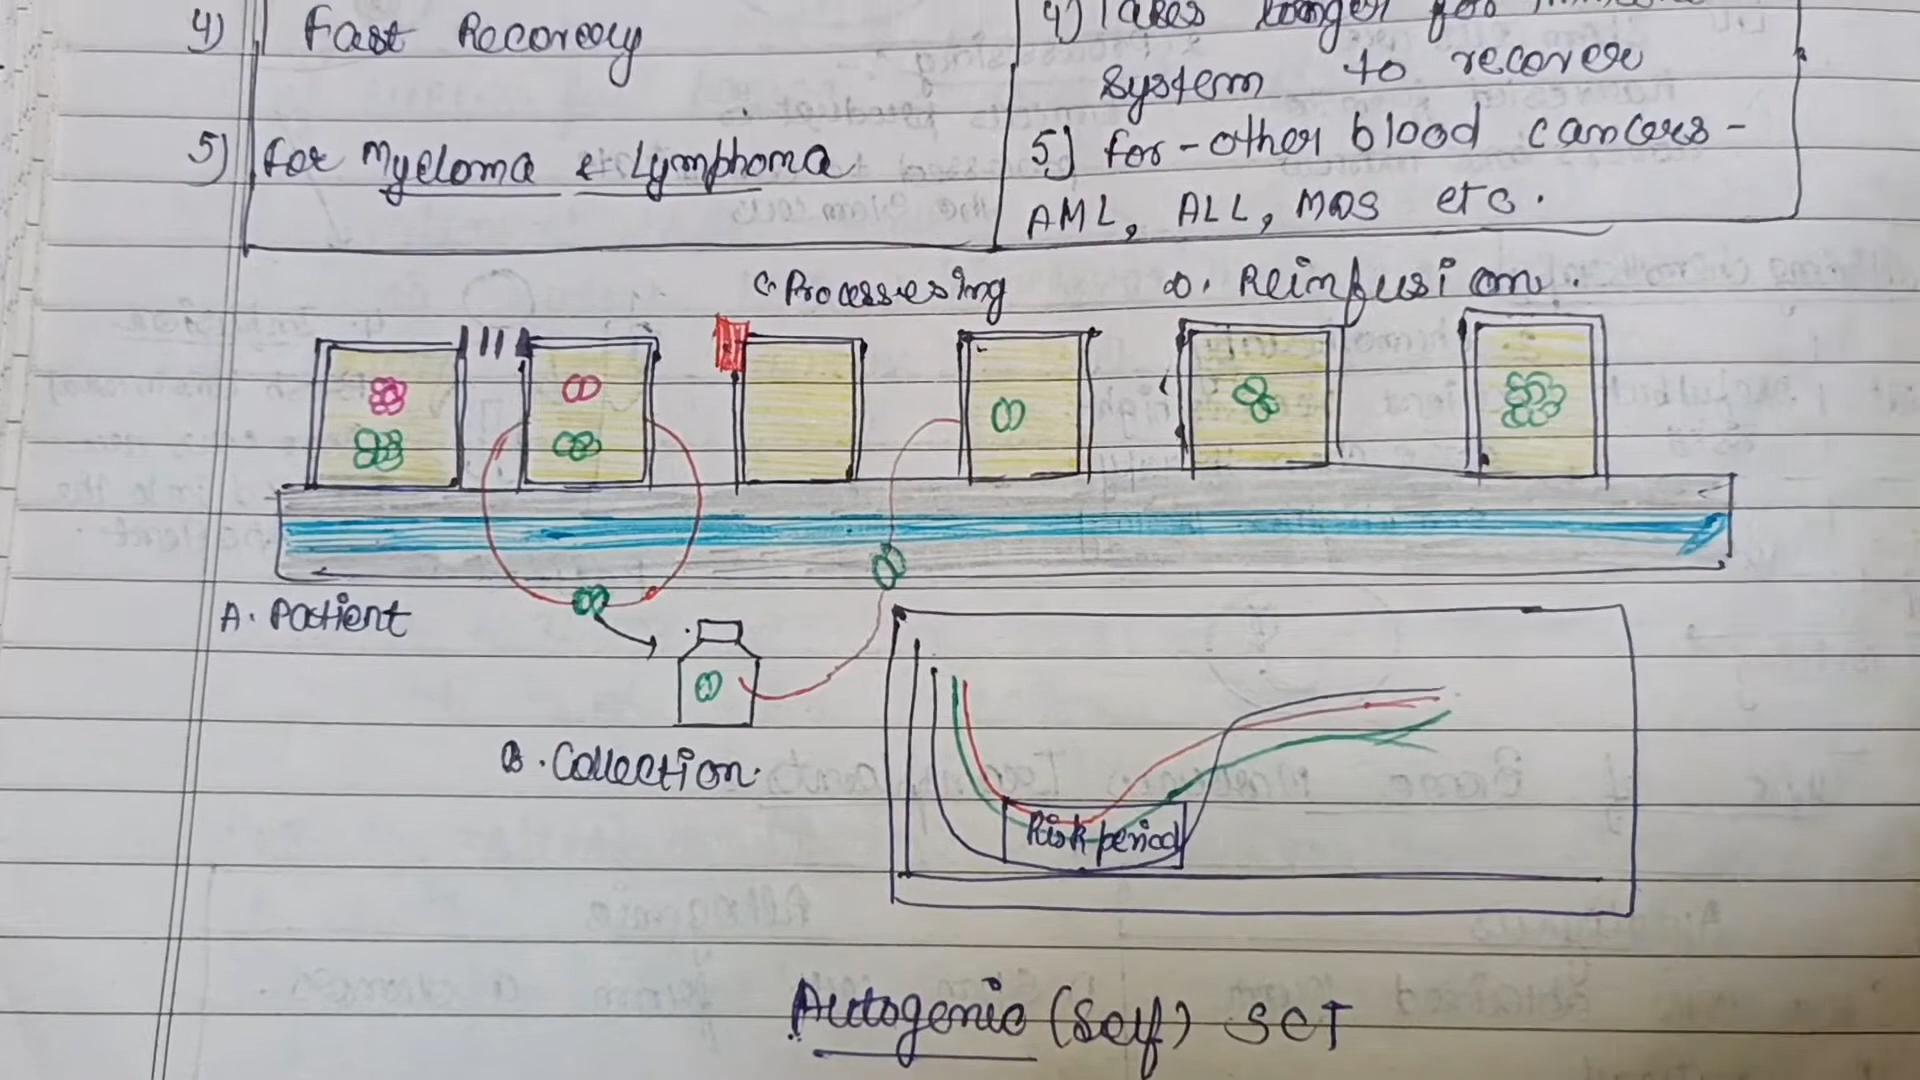 4) Fast Recovery
5) for Myeloma & Lymphoma
4) Takes longer for
system to recover
5) for - other blood cancers -
AML, ALL, MDS etc.
C. Processesing
D. Reinfusion.
A. Patient
B. Collection.
Risk period
Autogenic (Self) SCT